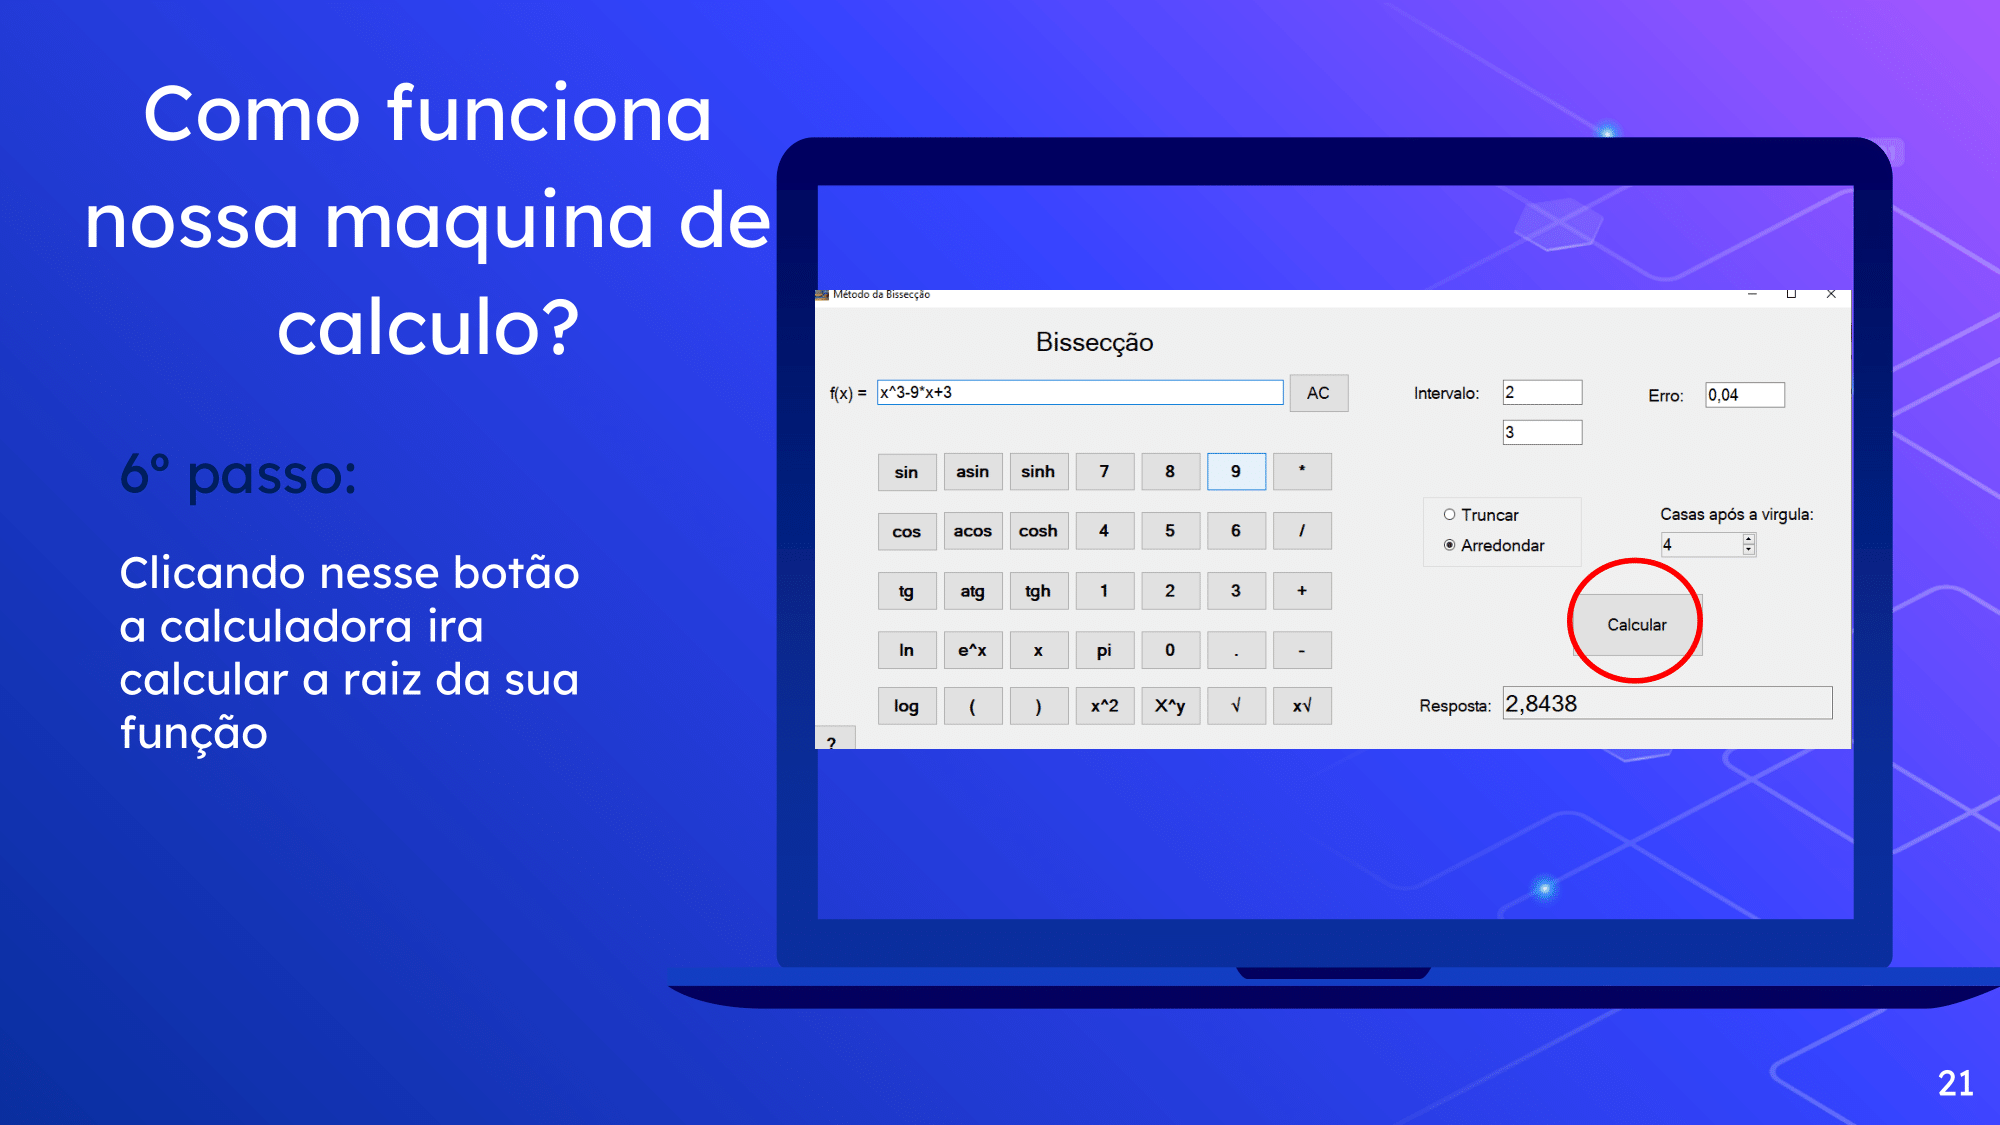 Como funciona
nossa maquina de
calculo?
6º passo:
Clicando nesse botão
a calculadora ira
calcular a raiz da sua
função
Método da Bissecção
Bissecção
f(x) = x^3-9*x+3 AC Intervalo: 2 Erro: 0,04
3
sin asin sinh 7 8 9 *
Truncar Casas após a virgula:
cos acos cosh 4 5 6 /
Arredondar 4
tg atg tgh 1 2 3 +
Calcular
ln e^x x pi 0 . -
log ( ) x^2 X^y √ x√
Resposta: 2,8438
?
21